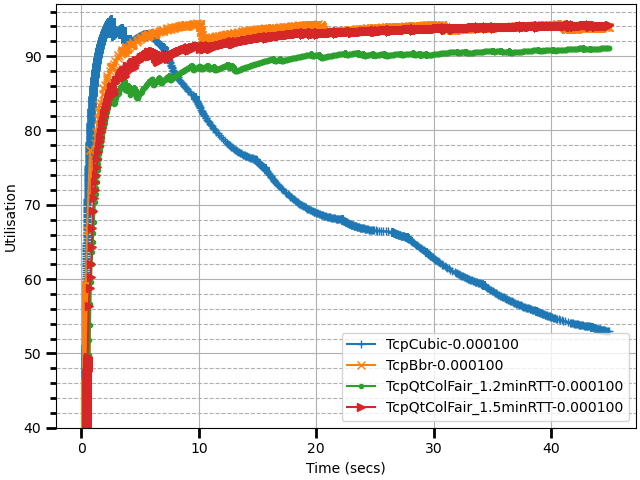 90
80
70
60
50
40
Utilisation
0
10
20
30
40
Time (secs)
TcpCubic-0.000100
TcpBbr-0.000100
TcpQtColFair_1.2minRTT-0.000100
TcpQtColFair_1.5minRTT-0.000100